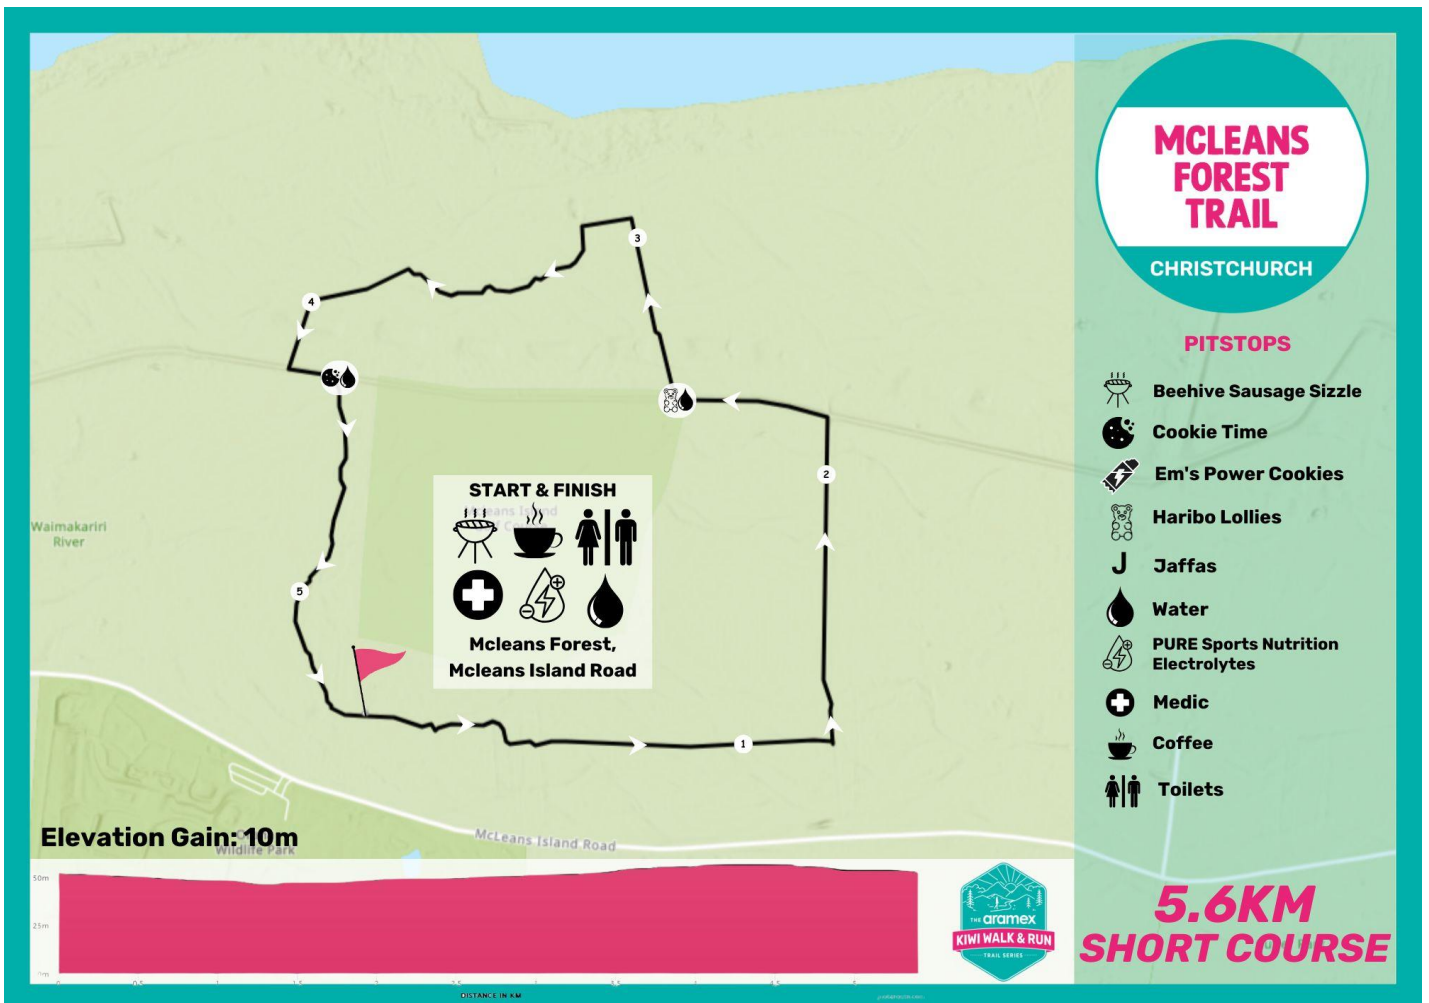 MCLEANS
FOREST
TRAIL
CHRISTCHURCH
PITSTOPS
Beehive Sausage Sizzle
Cookie Time
Em's Power Cookies
Haribo Lollies
J Jaffas
Water
PURE Sports Nutrition
Electrolytes
Medic
Coffee
Toilets
5.6KM
SHORT COURSE
3
4
2
5
1
START & FINISH
Mcleans Forest,
Mcleans Island Road
Waimakariri
River
McLeans Island Road
Elevation Gain: 10m
Wildlife Park
50m
25m
0m
DISTANCE IN KM
THE aramex
KIWI WALK & RUN
TRAIL SERIES